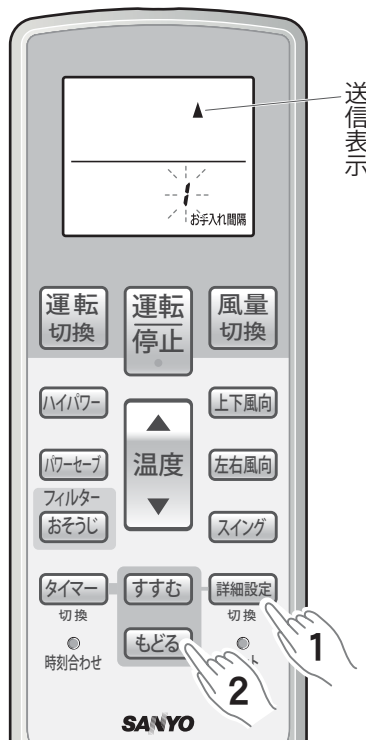 送信表示
1
お手入れ間隔
運転
切換
運転
停止
風量
切換
ハイパワー
上下風向
温度
パワーセーブ
左右風向
フィルター
おそうじ
スイング
タイマー
切換
すすむ
詳細設定
切換
時刻合わせ
もどる
ト
1
2
SANYO